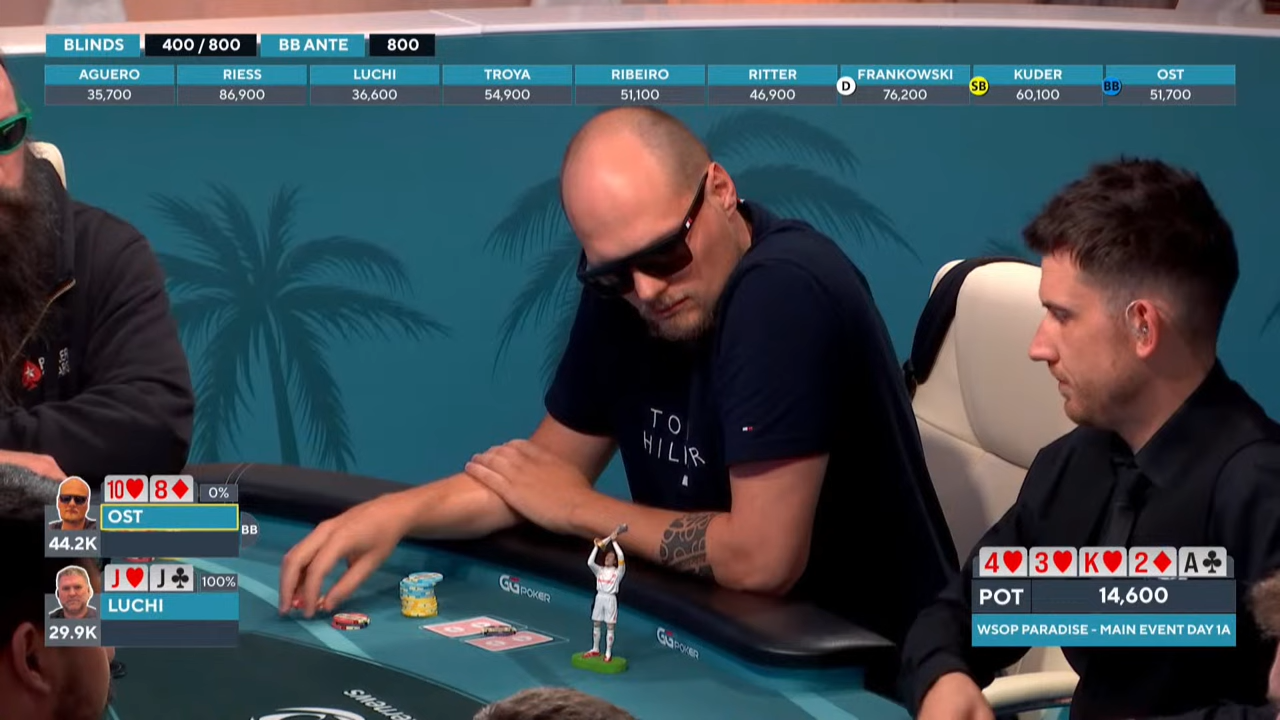 BLINDS 400 / 800 BB ANTE 800
AGUERO RIESS LUCHI TROYA RIBEIRO RITTER FRANKOWSKI KUDER OST
35,700 86,900 36,600 54,900 51,100 46,900 D 76,200 SB 60,100 BB 51,700
TO
HILIR
10♥ 8♦ 0%
OST
BB
44.2K
J♥ J♣ 100%
LUCHI
29.9K
GGPOKER
GGPOKER
4♥ 3♥ K♥ 2♦ A♣
POT 14,600
WSOP PARADISE - MAIN EVENT DAY 1A